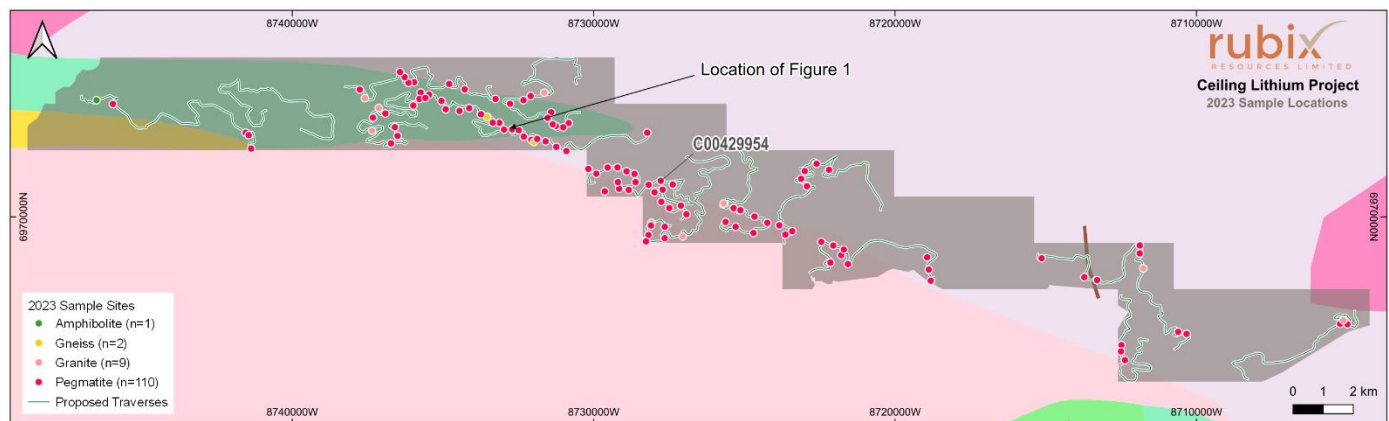 8740000W
8730000W
8720000W
8710000W
rubix
RESOURCES LIMITED
Ceiling Lithium Project
2023 Sample Locations
Location of Figure 1
C00429954
6970000N
6970000N
2023 Sample Sites
Amphibolite (n=1)
Gneiss (n=2)
Granite (n=9)
Pegmatite (n=110)
Proposed Traverses
0 1 2 km
8740000W
8730000W
8720000W
8710000W